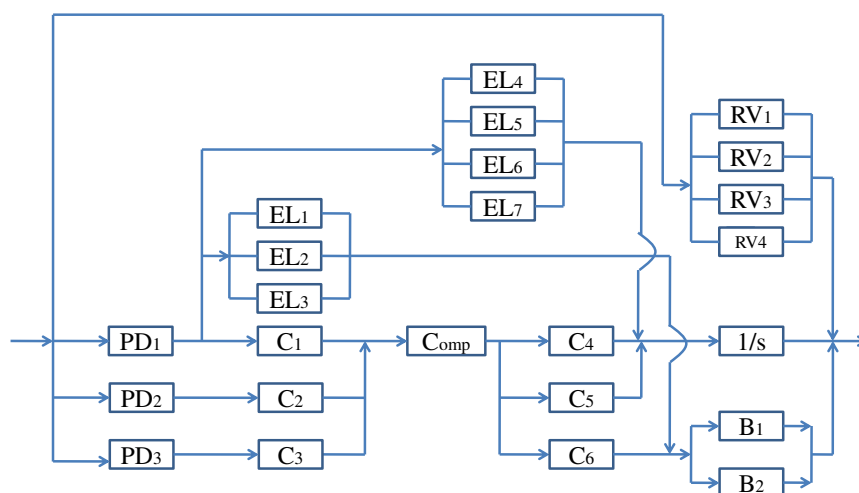 EL4
EL5
EL6
EL7
RV1
RV2
RV3
RV4
EL1
EL2
EL3
PD1
C1
Comp
C4
1/s
PD2
C2
C5
PD3
C3
C6
B1
B2